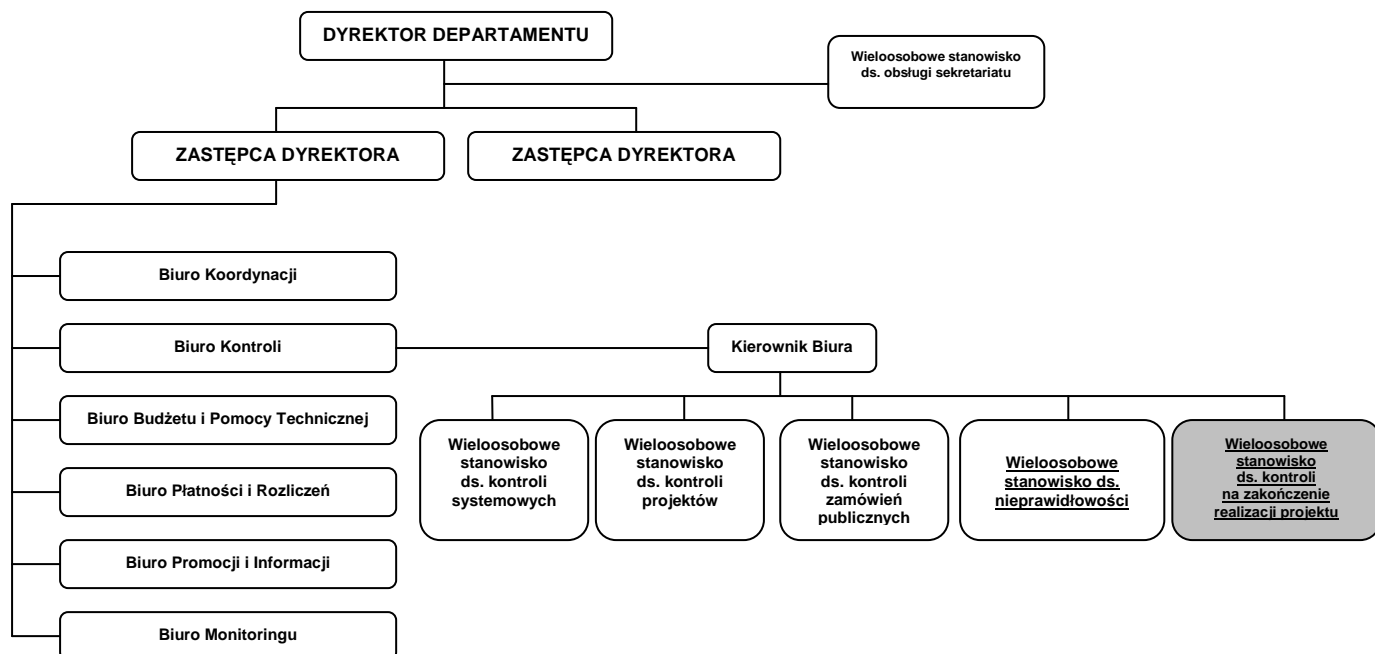 DYREKTOR DEPARTAMENTU
Wieloosobowe stanowisko
ds. obsługi sekretariatu
ZASTĘPCA DYREKTORA
ZASTĘPCA DYREKTORA
Biuro Koordynacji
Biuro Kontroli
Kierownik Biura
Biuro Budżetu i Pomocy Technicznej
Wieloosobowe
stanowisko
ds. kontroli
systemowych
Wieloosobowe
stanowisko
ds. kontroli
projektów
Wieloosobowe
stanowisko
ds. kontroli
zamówień
publicznych
Wieloosobowe
stanowisko ds.
nieprawidłowości
Wieloosobowe
stanowisko
ds. kontroli
na zakończenie
realizacji projektu
Biuro Płatności i Rozliczeń
Biuro Promocji i Informacji
Biuro Monitoringu